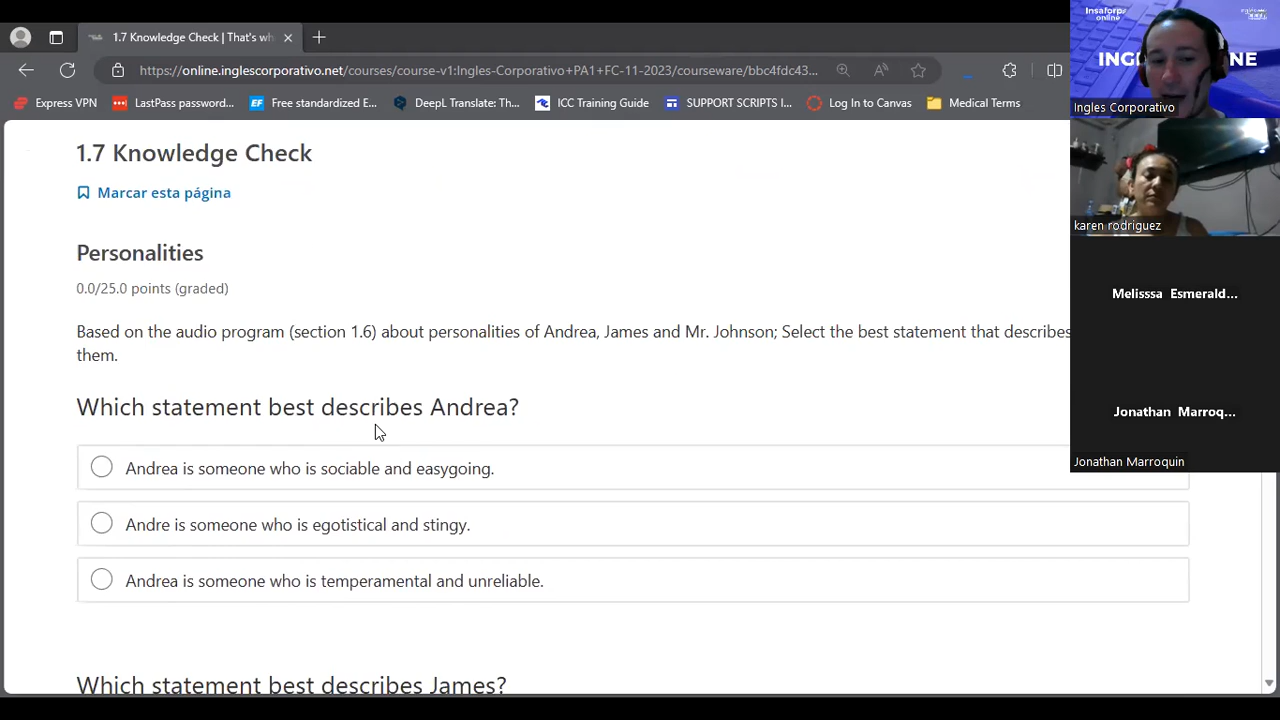 1.7 Knowledge Check | That's wh
https://online.inglescorporativo.net/courses/course-v1:Ingles-Corporativo+PA1+FC-11-2023/courseware/bbc4fdc43...
Express VPN
LastPass password...
Free standardized E...
DeepL Translate: Th...
ICC Training Guide
SUPPORT SCRIPTS I...
Log In to Canvas
Medical Terms
1.7 Knowledge Check
Marcar esta página
Personalities
0.0/25.0 points (graded)
Based on the audio program (section 1.6) about personalities of Andrea, James and Mr. Johnson; Select the best statement that describes
them.
Which statement best describes Andrea?
Andrea is someone who is sociable and easygoing.
Andre is someone who is egotistical and stingy.
Andrea is someone who is temperamental and unreliable.
Which statement best describes James?
Insaforp
online
INGL
NE
Ingles Corporativo
karen rodriguez
Melisssa Esmerald...
Jonathan Marroq...
Jonathan Marroquin